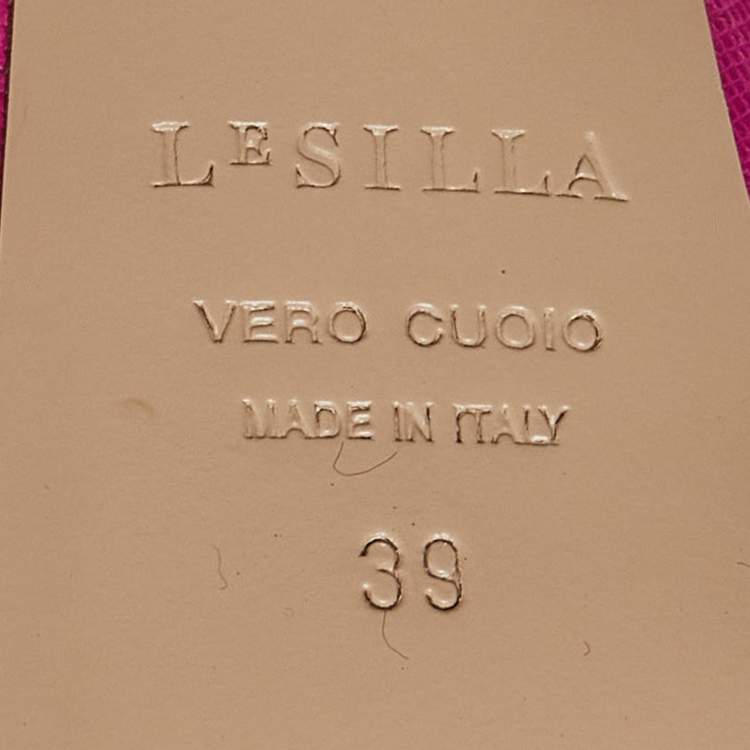 LE SILLA
VERO CUOIO
MADE IN ITALY
39